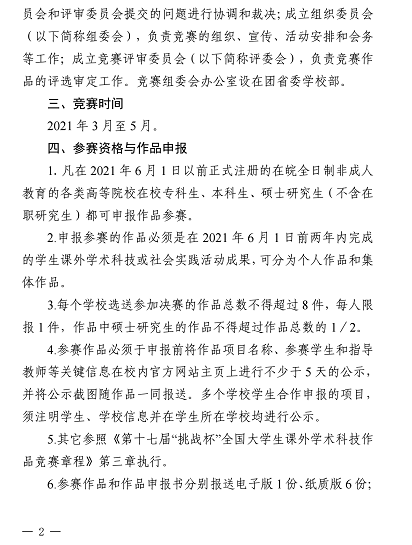 员会和评审委员会提交的问题进行协调和裁决；成立组织委员会
（以下简称组委会），负责竞赛的组织、宣传、活动安排和会务
等工作；成立竞赛评审委员会（以下简称评委会），负责竞赛作
品的评选审定工作。竞赛组委会办公室设在团省委学校部。
三、竞赛时间
2021 年 3 月至 5 月。
四、参赛资格与作品申报
1. 凡在 2021 年 6 月 1 日以前正式注册的在皖全日制非成人
教育的各类高等院校在校专科生、本科生、硕士研究生（不含在
职研究生）都可申报作品参赛。
2.申报参赛的作品必须是在 2021 年 6 月 1 日前两年内完成
的学生课外学术科技或社会实践活动成果，可分为个人作品和集
体作品。
3.每个学校选送参加决赛的作品总数不得超过 8 件，每人限
报 1 件，作品中硕士研究生的作品不得超过作品总数的 1／2。
4.参赛作品必须于申报前将作品项目名称、参赛学生和指导
教师等关键信息在校内官方网站主页上进行不少于 5 天的公示，
并将公示截图随作品一同报送。多个学校学生合作申报的项目，
须注明学生、学校信息并在学生所在学校均进行公示。
5.其它参照《第十七届“挑战杯”全国大学生课外学术科技作
品竞赛章程》第三章执行。
6.参赛作品和作品申报书分别报送电子版 1 份、纸质版 6 份；
— 2 —